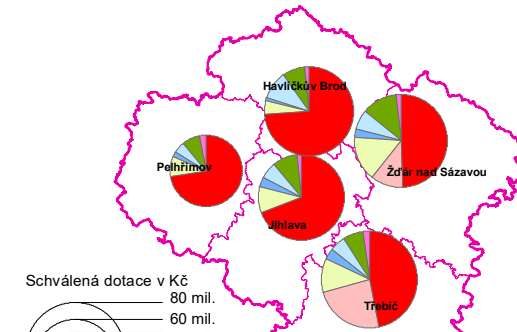 Havlíčkův Brod
Žďár nad Sázavou
Pelhřimov
Jihlava
Třebíč
Schválená dotace v Kč
80 mil.
60 mil.